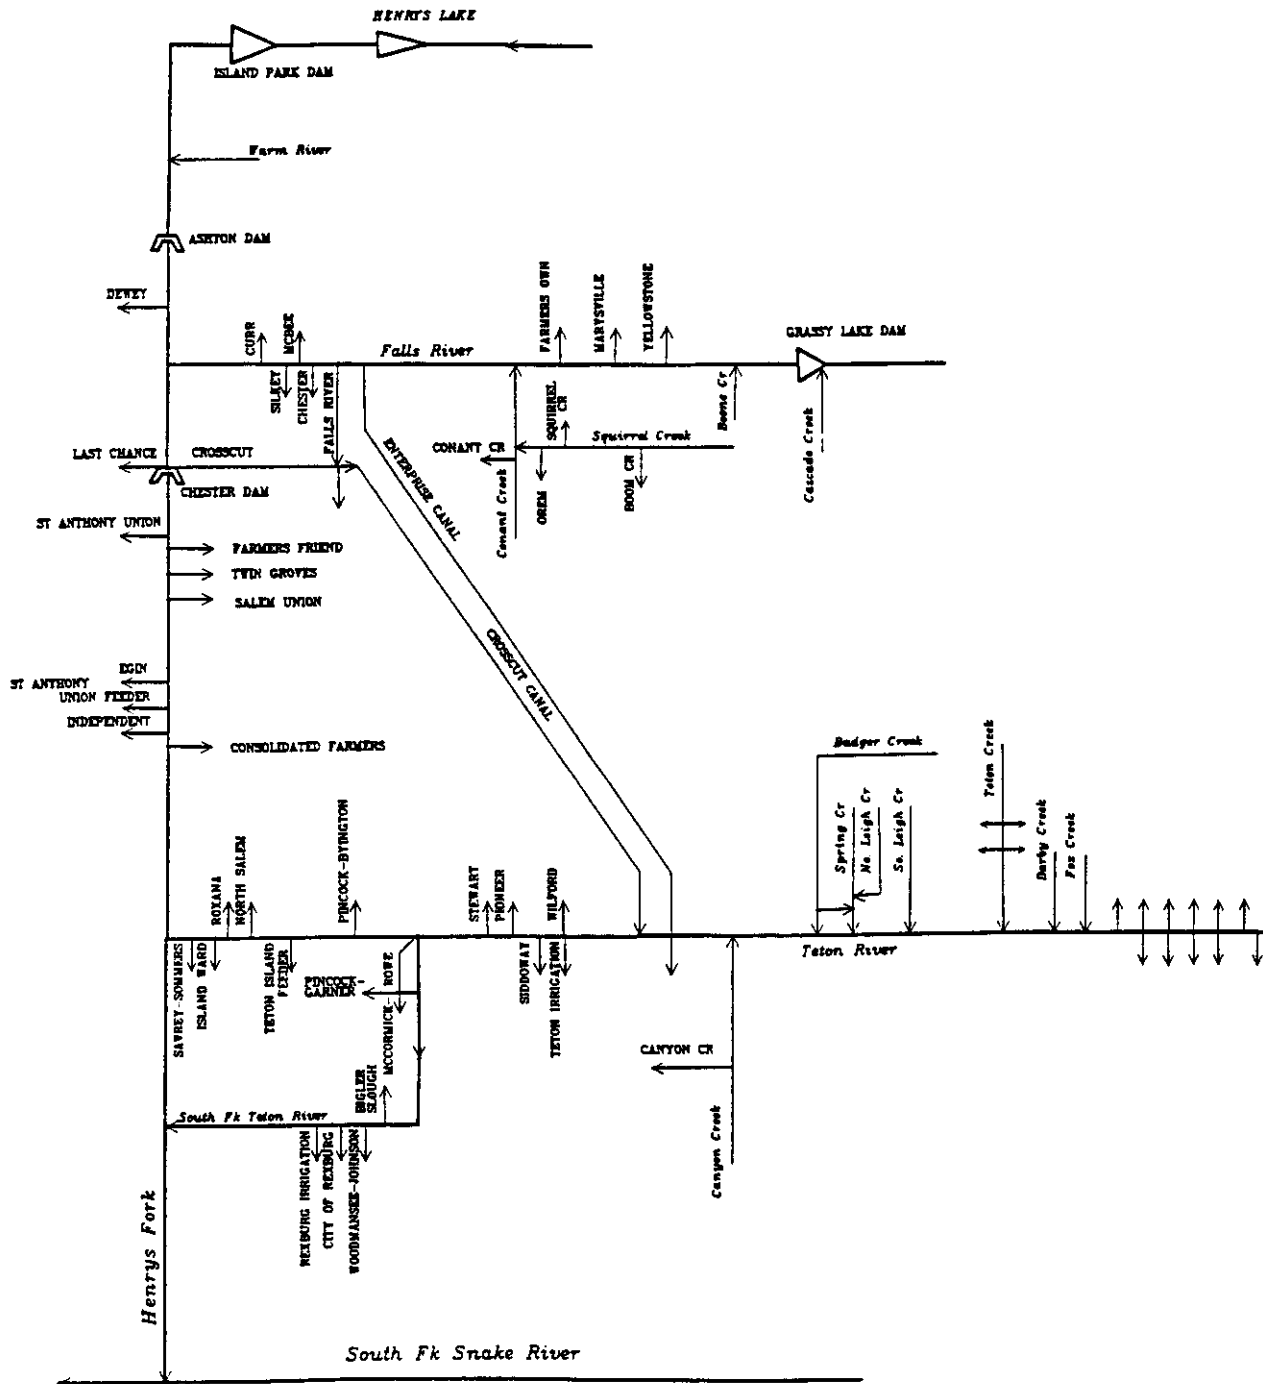 HENRYS LAKE
ISLAND PARK DAM
Warm River
ASHTON DAM
DEWEY
CURR
MCBEE
Falls River
FARMERS OWN
MARYSVILLE
YELLOWSTONE
GRASSY LAKE DAM
SILKEY
CHESTER
FALLS RIVER
SQUIRREL
CR
Squirrel Creek
Boone Cr
Cascade Creek
LAST CHANCE
CROSSCUT
CHESTER DAM
ENTERPRISE CANAL
CONANT CR
Conant Creek
OREM
BOOM CR
ST ANTHONY UNION
FARMERS FRIEND
TWIN GROVES
SALEM UNION
CROSSCUT CANAL
EGIN
ST ANTHONY
UNION FEEDER
INDEPENDENT
CONSOLIDATED FARMERS
Badger Creek
Teton Creek
Spring Cr
No. Leigh Cr
So. Leigh Cr
Darby Creek
Fox Creek
ROXANA
NORTH SALEM
PINCOCK-BYINGTON
STEWART
PIONEER
WILFORD
Teton River
SAVREY-SOMMERS
ISLAND WARD
TETON ISLAND
FEEDER
PINCOCK-
GARNER
MCCORMICK- ROWE
SIDDOWAY
TETON IRRIGATION
CANYON CR
BIGLER
SLOUGH
South Fk Teton River
REXBURG IRRIGATION
CITY OF REXBURG
WOODMANSEE-JOHNSON
Canyon Creek
Henrys Fork
South Fk Snake River